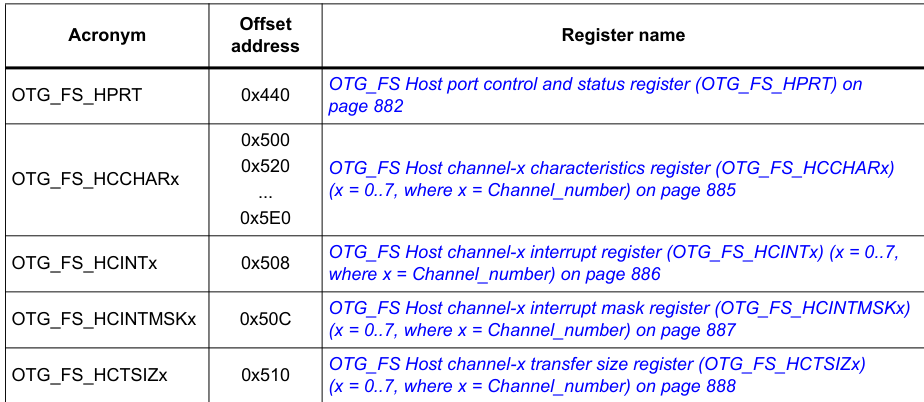 Acronym
Offset
address
Register name
OTG_FS_HPRT
0x440
OTG_FS Host port control and status register (OTG_FS_HPRT) on
page 882
OTG_FS_HCCHARx
0x500
0x520
...
0x5E0
OTG_FS Host channel-x characteristics register (OTG_FS_HCCHARx)
(x = 0..7, where x = Channel_number) on page 885
OTG_FS_HCINTx
0x508
OTG_FS Host channel-x interrupt register (OTG_FS_HCINTx) (x = 0..7,
where x = Channel_number) on page 886
OTG_FS_HCINTMSKx
0x50C
OTG_FS Host channel-x interrupt mask register (OTG_FS_HCINTMSKx)
(x = 0..7, where x = Channel_number) on page 887
OTG_FS_HCTSIZx
0x510
OTG_FS Host channel-x transfer size register (OTG_FS_HCTSIZx)
(x = 0..7, where x = Channel_number) on page 888